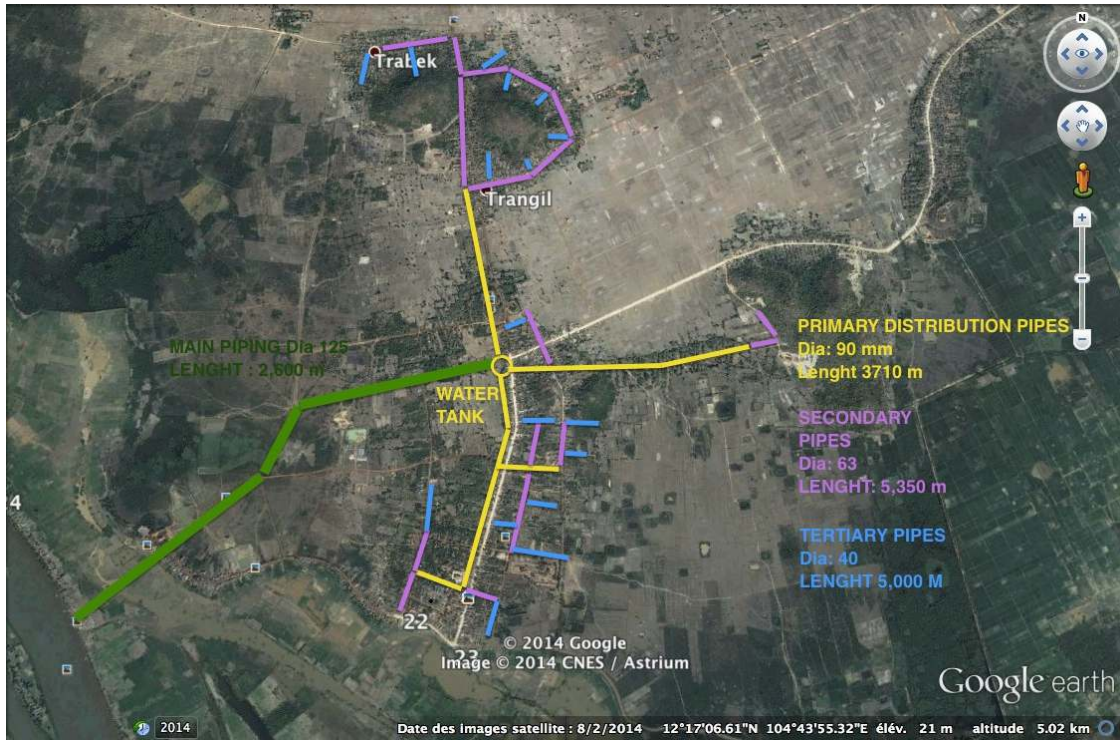 N
Trabek
Trangil
MAIN PIPING Dia 125
LENGHT : 2,600 m
WATER
TANK
PRIMARY DISTRIBUTION PIPES
Dia: 90 mm
Lenght 3710 m
SECONDARY
PIPES
Dia: 63
LENGHT: 5,350 m
TERTIARY PIPES
Dia: 40
LENGHT 5,000 M
4
22
23
© 2014 Google
Image © 2014 CNES / Astrium
Google earth
2014
Date des images satellite : 8/2/2014 12°17'06.61"N 104°43'55.32"E élév. 21 m altitude 5.02 km